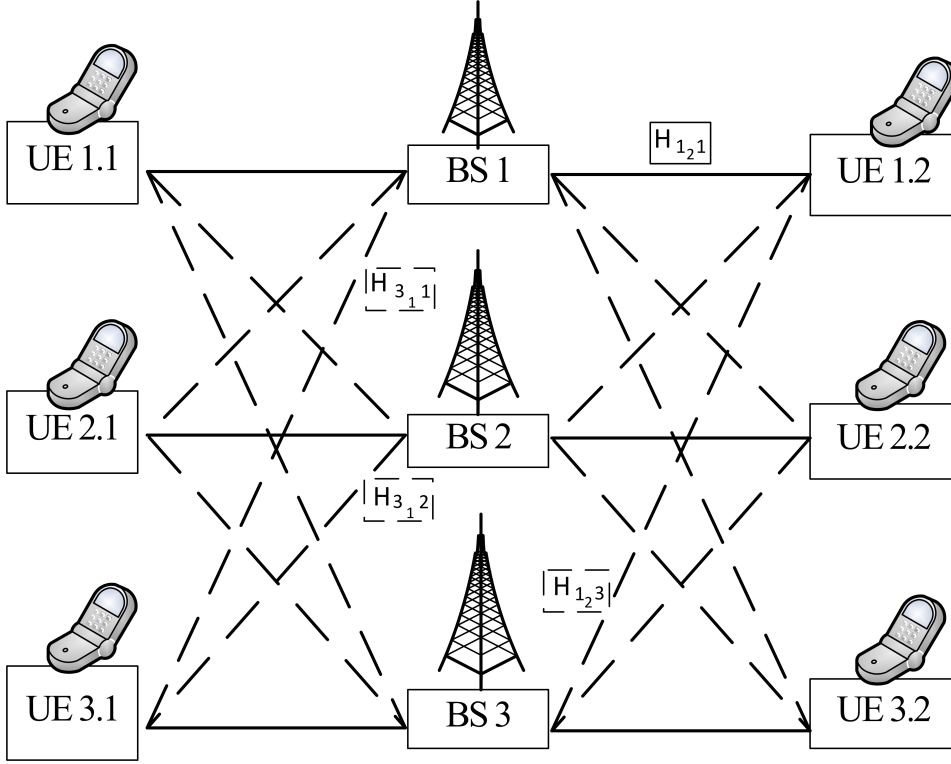 UE 1.1
BS 1
H₁₂1
UE 1.2
H₃₁1
UE 2.1
BS 2
UE 2.2
H₃₁2
H₁₂3
UE 3.1
BS 3
UE 3.2